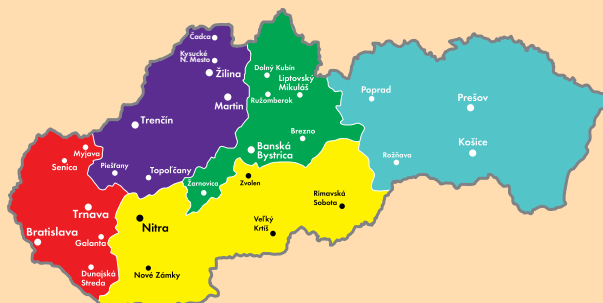 Čadca
Kysucké
N. Mesto
Žilina
Martin
Trenčín
Piešťany
Topoľčany
Dolný Kubín
Liptovský
Mikuláš
Ružomberok
Brezno
Banská
Bystrica
Žarnovica
Poprad
Prešov
Košice
Rožňava
Myjava
Senica
Trnava
Bratislava
Galanta
Dunajská
Streda
Nitra
Nové Zámky
Zvolen
Veľký
Krtíš
Rimavská
Sobota